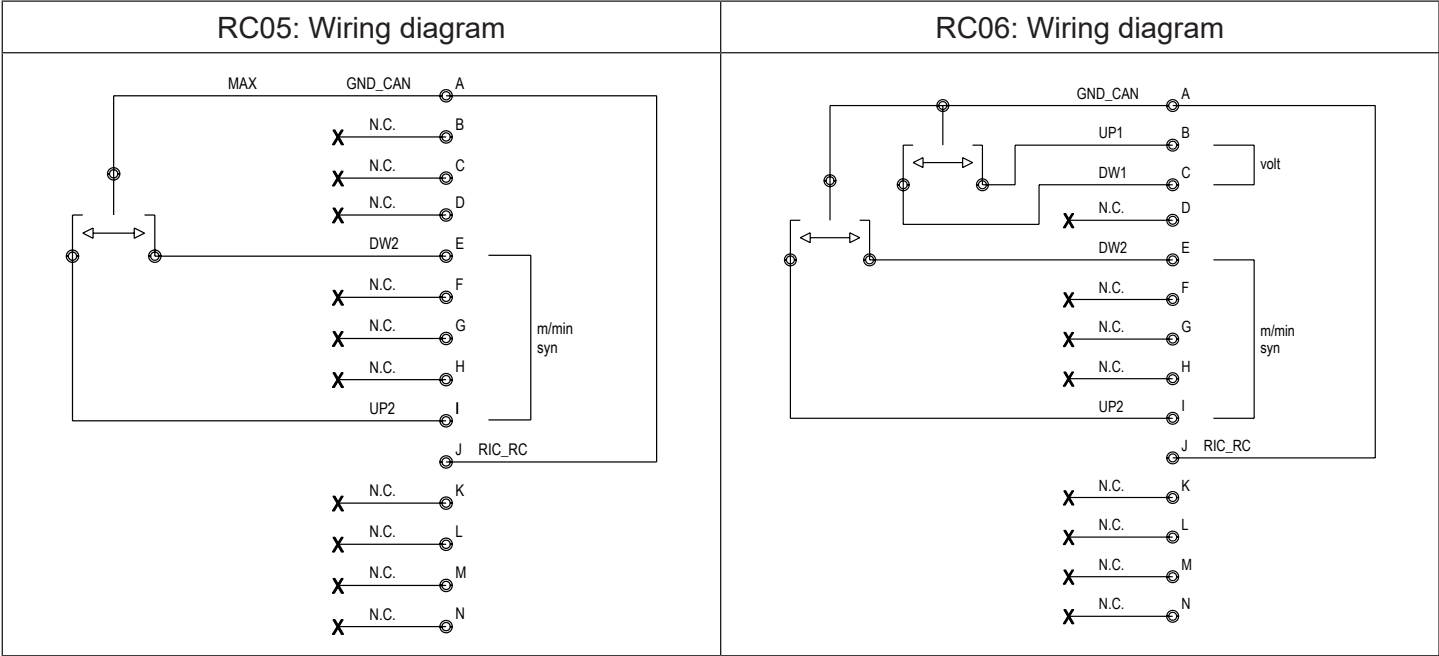 RC05: Wiring diagram
MAX GND_CAN A
N.C. B
N.C. C
N.C. D
DW2 E
N.C. F
N.C. G
m/min
syn
N.C. H
UP2 I
J RIC_RC
N.C. K
N.C. L
N.C. M
N.C. N
RC06: Wiring diagram
GND_CAN A
UP1 B
volt
DW1 C
N.C. D
DW2 E
N.C. F
N.C. G
m/min
syn
N.C. H
UP2 I
J RIC_RC
N.C. K
N.C. L
N.C. M
N.C. N